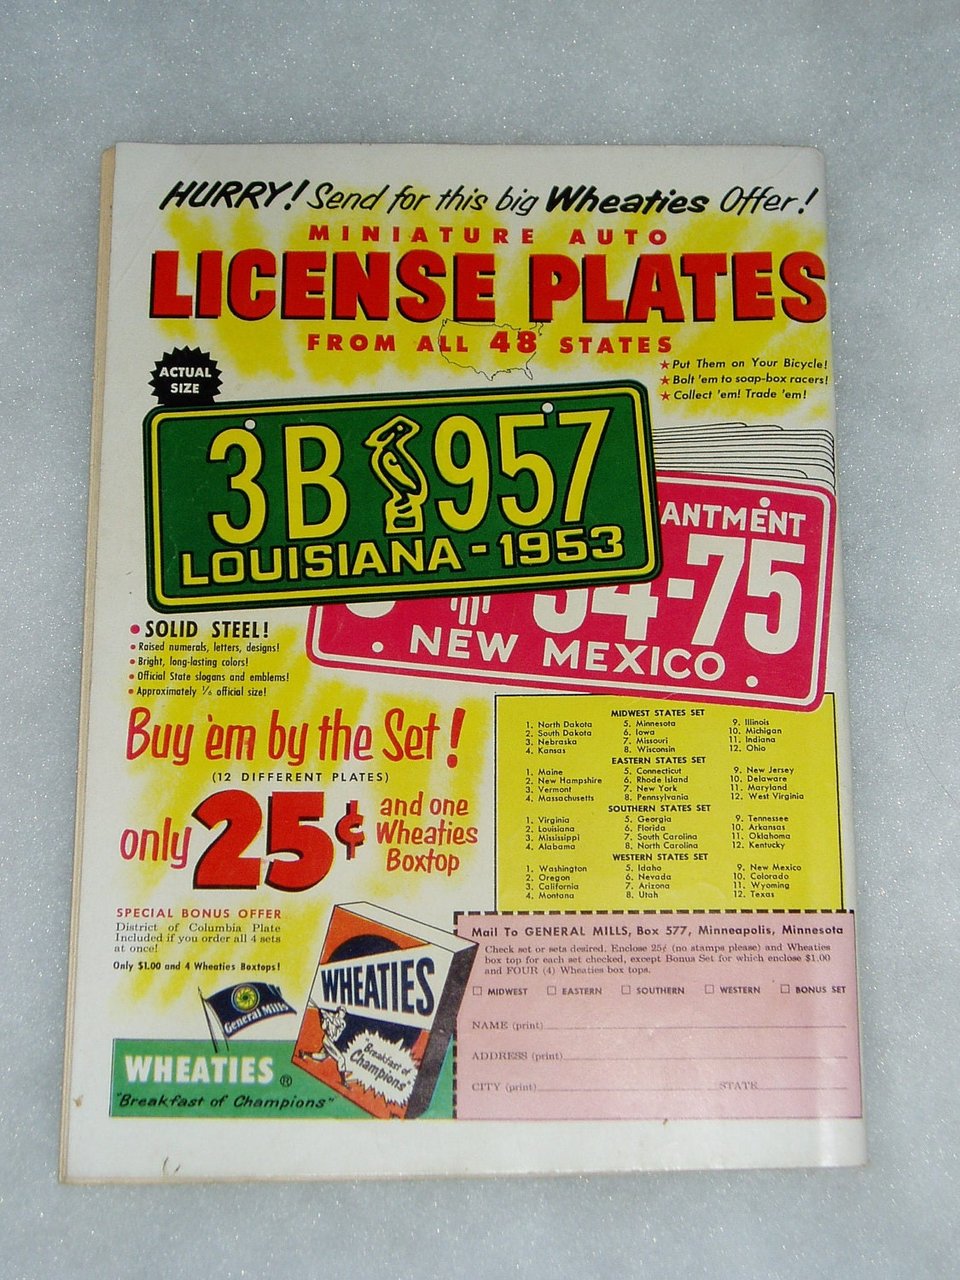 HURRY! Send for this big Wheaties Offer!
MINIATURE AUTO
LICENSE PLATES
FROM ALL 48 STATES
★ Put Them on Your Bicycle!
★ Bolt 'em to soap-box racers!
★ Collect 'em! Trade 'em!
ACTUAL
SIZE
3B 957
LOUISIANA - 1953
ANTMENT
54-75
NEW MEXICO
• SOLID STEEL!
• Raised numerals, letters, designs!
• Bright, long-lasting colors!
• Official State slogans and emblems!
• Approximately 1/6 official size!
Buy 'em by the Set!
(12 DIFFERENT PLATES)
only 25¢ and one
Wheaties
Boxtop
MIDWEST STATES SET
1. North Dakota 5. Minnesota 9. Illinois
2. South Dakota 6. Iowa 10. Michigan
3. Nebraska 7. Missouri 11. Indiana
4. Kansas 8. Wisconsin 12. Ohio
EASTERN STATES SET
1. Maine 5. Connecticut 9. New Jersey
2. New Hampshire 6. Rhode Island 10. Delaware
3. Vermont 7. New York 11. Maryland
4. Massachusetts 8. Pennsylvania 12. West Virginia
SOUTHERN STATES SET
1. Virginia 5. Georgia 9. Tennessee
2. Louisiana 6. Florida 10. Arkansas
3. Mississippi 7. South Carolina 11. Oklahoma
4. Alabama 8. North Carolina 12. Kentucky
WESTERN STATES SET
1. Washington 5. Idaho 9. New Mexico
2. Oregon 6. Nevada 10. Colorado
3. California 7. Arizona 11. Wyoming
4. Montana 8. Utah 12. Texas
SPECIAL BONUS OFFER
District of Columbia Plate
Included if you order all 4 sets
at once!
Only $1.00 and 4 Wheaties Boxtops!
General Mills
WHEATIES
"Breakfast of
Champions"
WHEATIES ®
"Breakfast of Champions"
Mail To GENERAL MILLS, Box 577, Minneapolis, Minnesota
Check set or sets desired. Enclose 25¢ (no stamps please) and Wheaties
box top for each set checked, except Bonus Set for which enclose $1.00
and FOUR (4) Wheaties box tops.
☐ MIDWEST ☐ EASTERN ☐ SOUTHERN ☐ WESTERN ☐ BONUS SET
NAME (print)
ADDRESS (print)
CITY (print) STATE